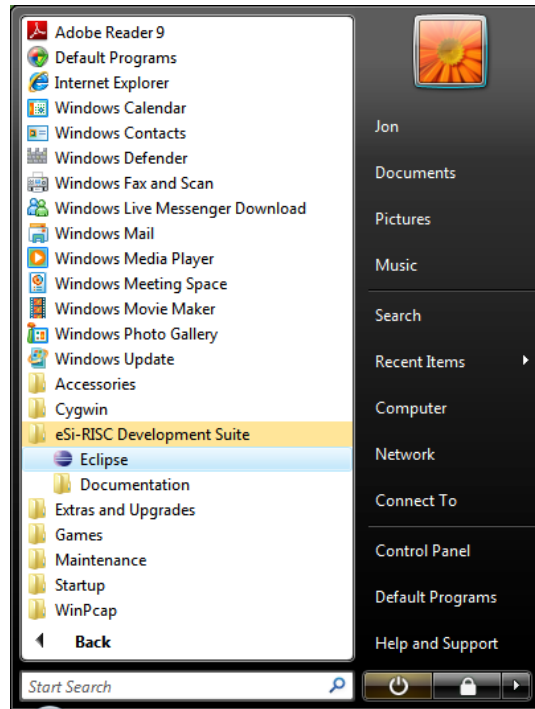 Adobe Reader 9
Default Programs
Internet Explorer
Windows Calendar
Windows Contacts
Windows Defender
Windows Fax and Scan
Windows Live Messenger Download
Windows Mail
Windows Media Player
Windows Meeting Space
Windows Movie Maker
Windows Photo Gallery
Windows Update
Accessories
Cygwin
eSi-RISC Development Suite
Eclipse
Documentation
Extras and Upgrades
Games
Maintenance
Startup
WinPcap
Back
Start Search
Jon
Documents
Pictures
Music
Search
Recent Items
Computer
Network
Connect To
Control Panel
Default Programs
Help and Support